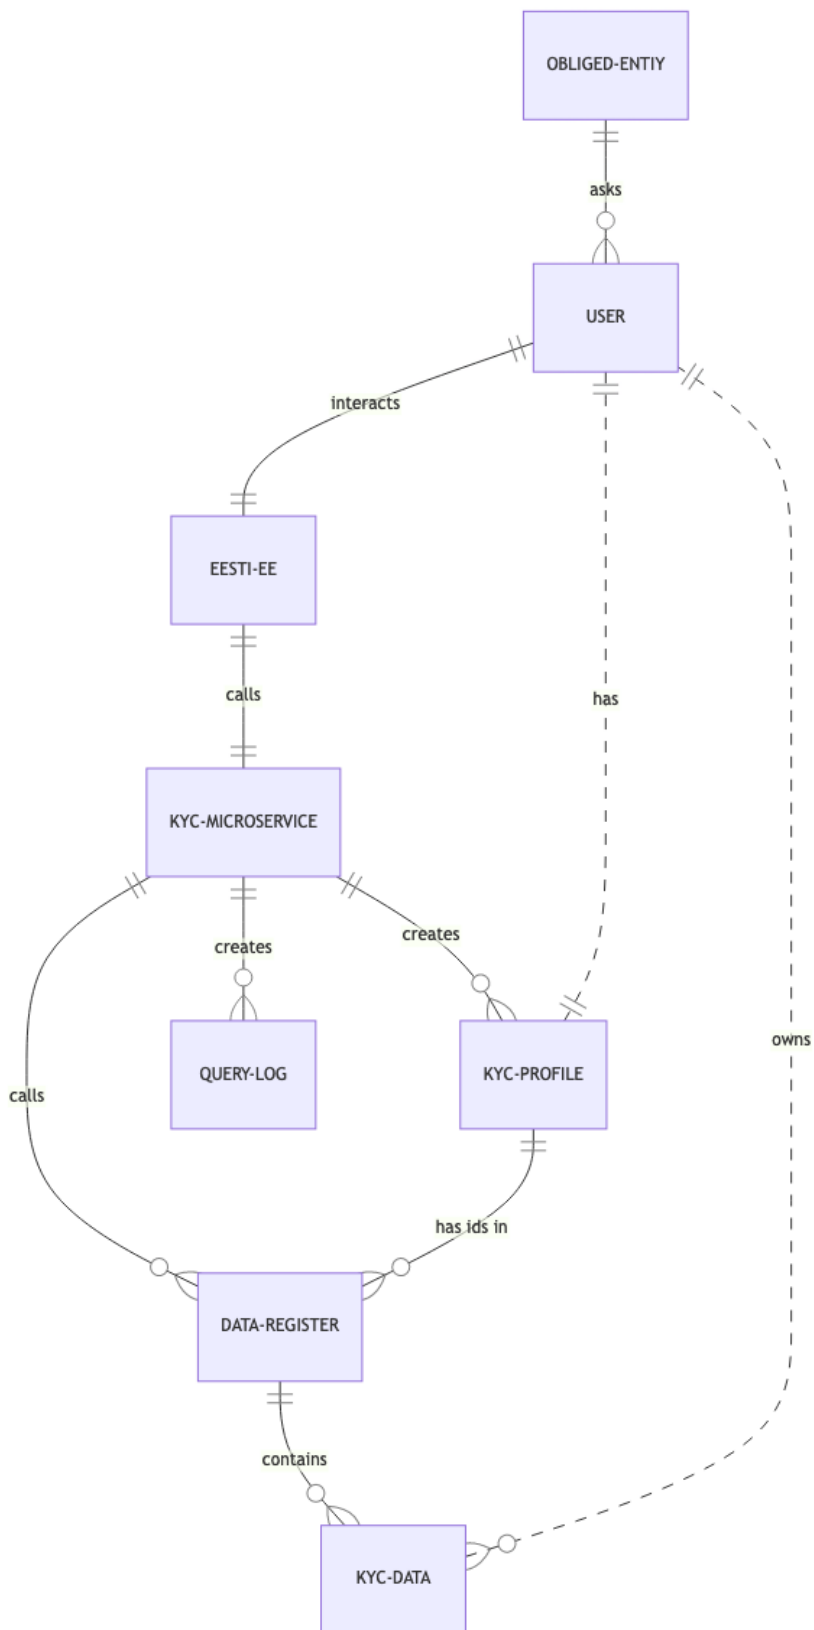 OBLIGED-ENTIY
asks
USER
interacts
EESTI-EE
calls
has
KYC-MICROSERVICE
creates
creates
owns
QUERY-LOG
KYC-PROFILE
calls
has ids in
DATA-REGISTER
contains
KYC-DATA